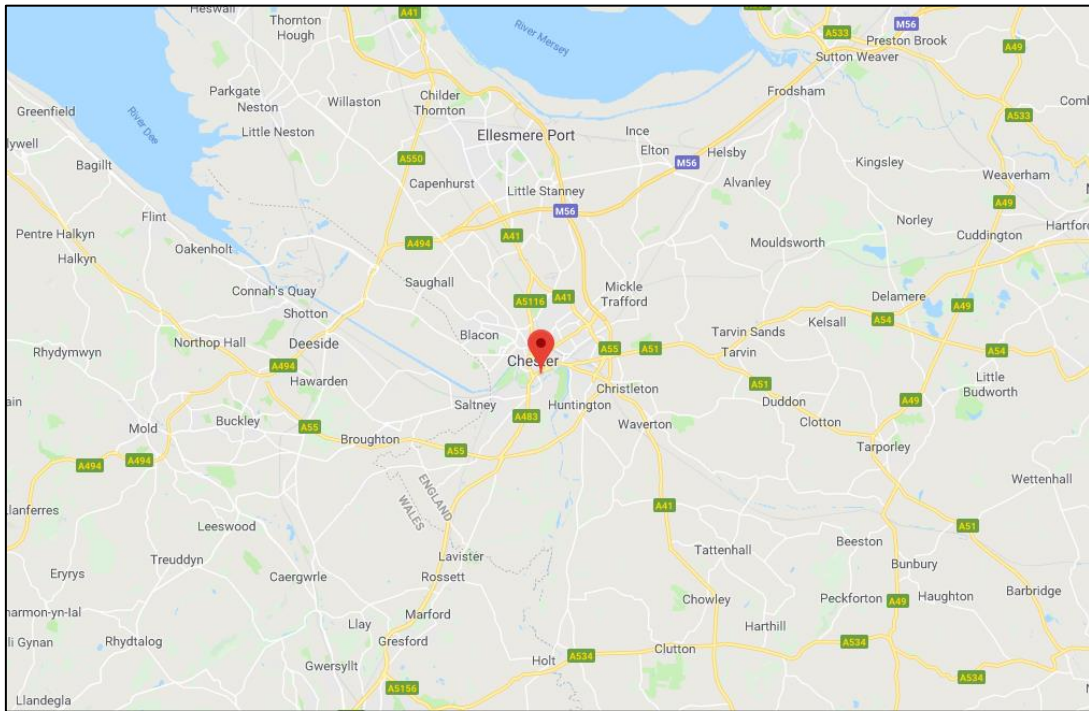 Heswall
Thornton
Hough
A41
River Mersey
A533
M56
Preston Brook
A49
Sutton Weaver
Parkgate
Neston
Willaston
Childer
Thornton
Frodsham
Greenfield
River Dee
Little Neston
Ellesmere Port
Ince
Elton
Helsby
A533
Bagillt
A550
Capenhurst
Little Stanney
M56
Alvanley
Kingsley
Weaverham
Flint
M56
A49
Norley
Hartford
Pentre Halkyn
Oakenholt
A494
A41
Mouldsworth
Cuddington
Halkyn
Connah's Quay
Saughall
Mickle
Trafford
Delamere
Shotton
A5116
A41
Kelsall
A54
A49
Rhydymwyn
Northop Hall
Deeside
Blacon
Tarvin Sands
A55
A51
Tarvin
A54
A494
Chester
Hawarden
Christleton
A51
Little
Budworth
Saltney
Huntington
Duddon
A49
Mold
Buckley
A55
Broughton
A483
Waverton
Clotton
A55
Tarporley
A494
A494
ENGLAND
WALES
Wettenhall
A41
Leeswood
A51
Treuddyn
Lavister
Tattenhall
Beeston
Bunbury
Eryrys
Caergwrle
Rossett
Chowley
Peckforton
A49
Haughton
Barbridge
Marford
Llay
Harthill
Rhydtalog
Gresford
Clutton
A534
Gwersyllt
Holt
A534
A534
Llandegla
A5156